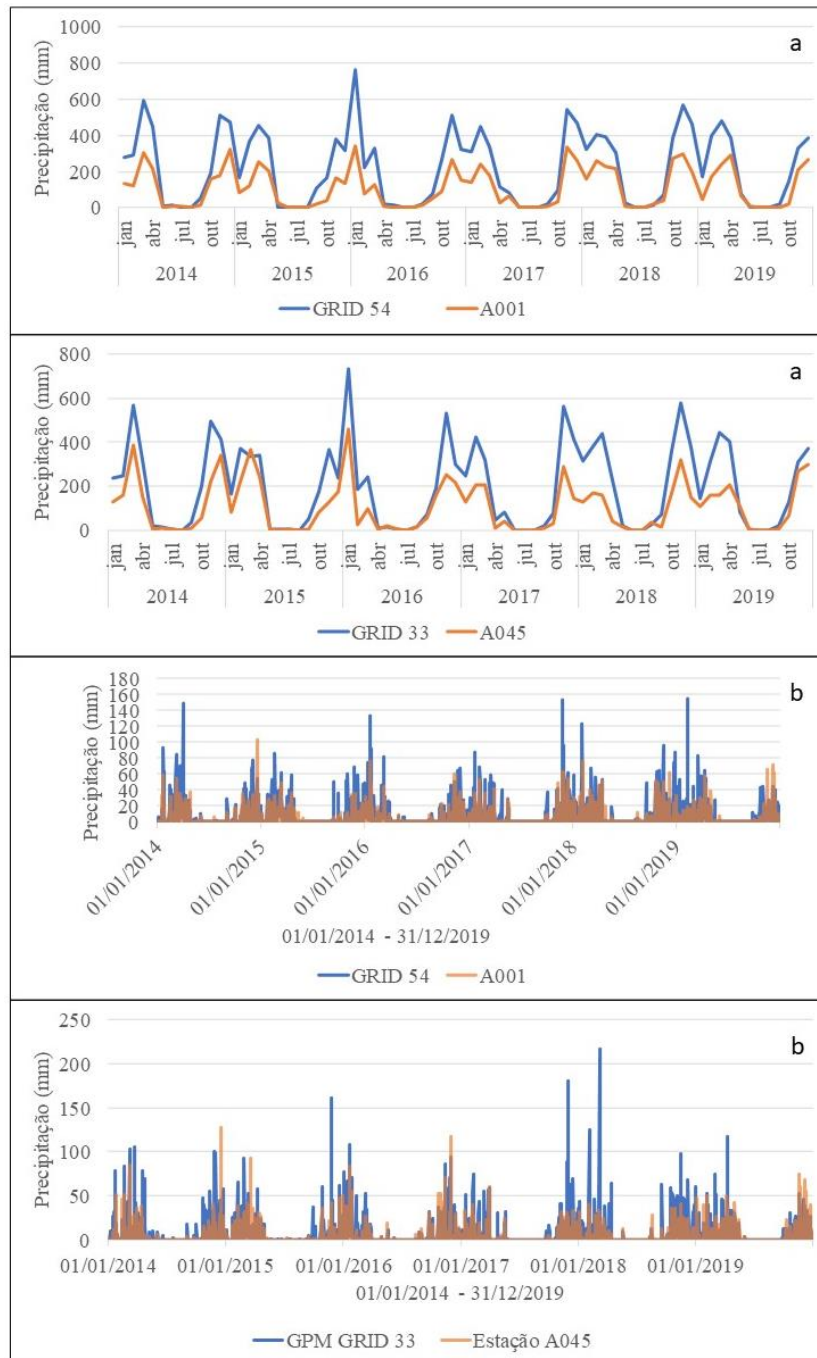 a
1000
800
600
400
200
0
Precipitação (mm)
jan abr jul out jan abr jul out jan abr jul out jan abr jul out jan abr jul out jan abr jul out
2014 2015 2016 2017 2018 2019
GRID 54 A001
a
800
600
400
200
0
Precipitação (mm)
jan abr jul out jan abr jul out jan abr jul out jan abr jul out jan abr jul out jan abr jul out
2014 2015 2016 2017 2018 2019
GRID 33 A045
b
180
160
140
120
100
80
60
40
20
0
Precipitação (mm)
01/01/2014 01/01/2015 01/01/2016 01/01/2017 01/01/2018 01/01/2019
01/01/2014 - 31/12/2019
GRID 54 A001
b
250
200
150
100
50
0
Precipitação (mm)
01/01/2014 01/01/2015 01/01/2016 01/01/2017 01/01/2018 01/01/2019
01/01/2014 - 31/12/2019
GPM GRID 33 Estação A045